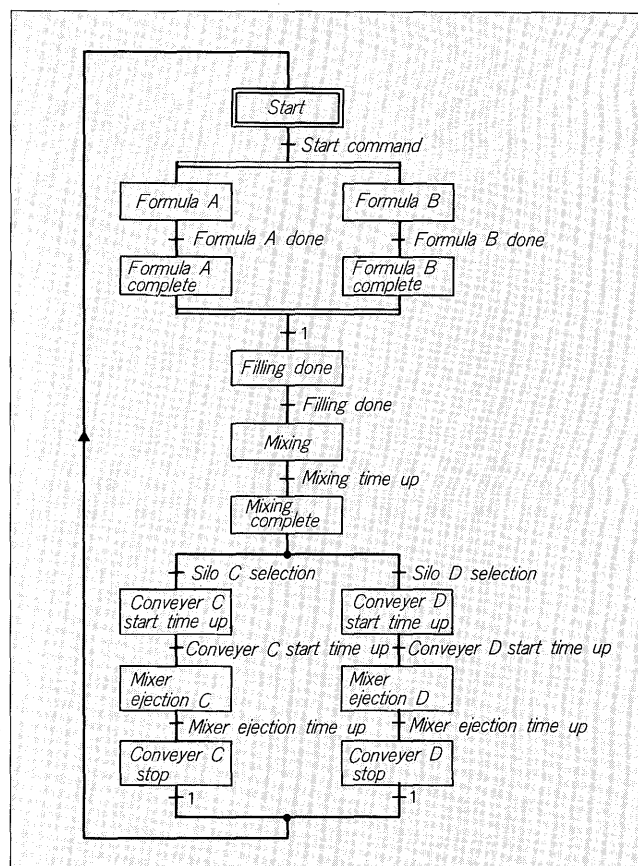 Start
Start command
Formula A
Formula B
Formula A done
Formula B done
Formula A
complete
Formula B
complete
1
Filling done
Filling done
Mixing
Mixing time up
Mixing
complete
Silo C selection
Silo D selection
Conveyer C
start time up
Conveyer D
start time up
Conveyer C start time up
Conveyer D start time up
Mixer
ejection C
Mixer
ejection D
Mixer ejection time up
Mixer ejection time up
Conveyer C
stop
Conveyer D
stop
1
1